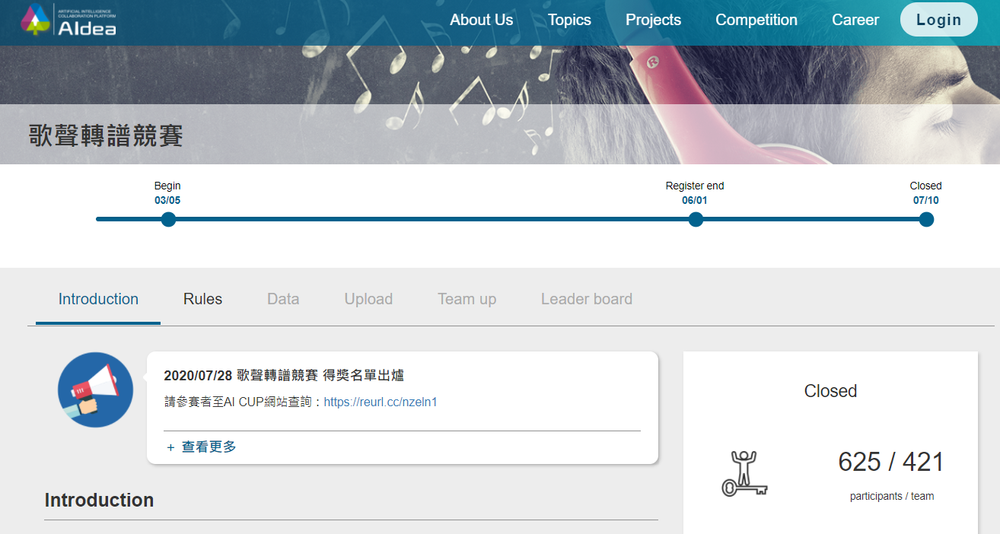 ARTIFICIAL INTELLIGENCE
COLLABORATION PLATFORM
AIdea
About Us
Topics
Projects
Competition
Career
Login
歌聲轉譜競賽
Begin
03/05
Register end
06/01
Closed
07/10
Introduction
Rules
Data
Upload
Team up
Leader board
2020/07/28 歌聲轉譜競賽 得獎名單出爐
請參賽者至AI CUP網站查詢：https://reurl.cc/nzeln1
+ 查看更多
Closed
625 / 421
participants / team
Introduction